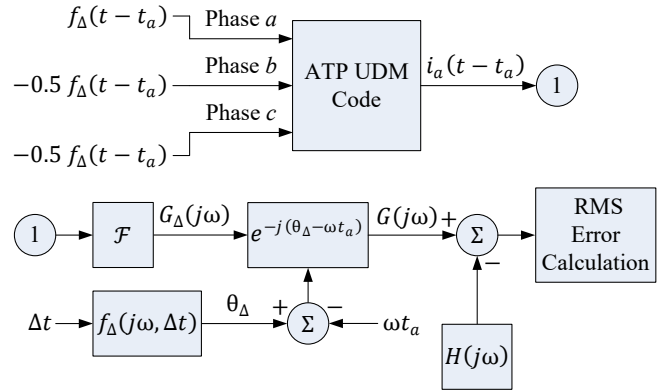 f_Δ(t − t_a)
Phase a
−0.5 f_Δ(t − t_a)
Phase b
−0.5 f_Δ(t − t_a)
Phase c
ATP UDM
Code
i_a(t − t_a)
1
1
ℱ
G_Δ(jω)
e^{−j(θ_Δ−ωt_a)}
G(jω)
+
Σ
−
RMS
Error
Calculation
Δt
f_Δ(jω, Δt)
θ_Δ
+
Σ
−
ωt_a
H(jω)